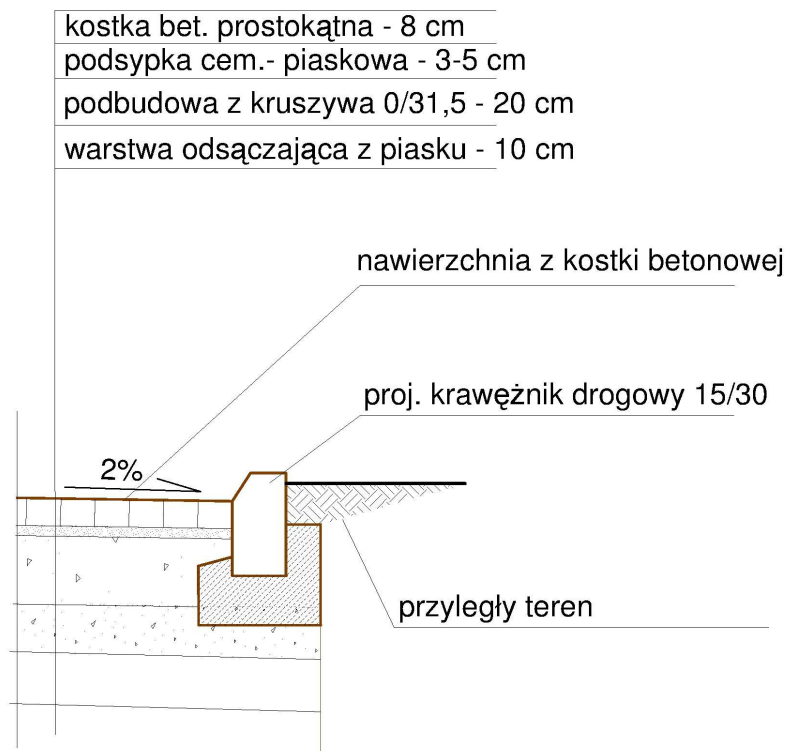 kostka bet. prostokątna - 8 cm
podsypka cem.- piaskowa - 3-5 cm
podbudowa z kruszywa 0/31,5 - 20 cm
warstwa odsączająca z piasku - 10 cm
nawierzchnia z kostki betonowej
proj. krawężnik drogowy 15/30
2%
przyległy teren